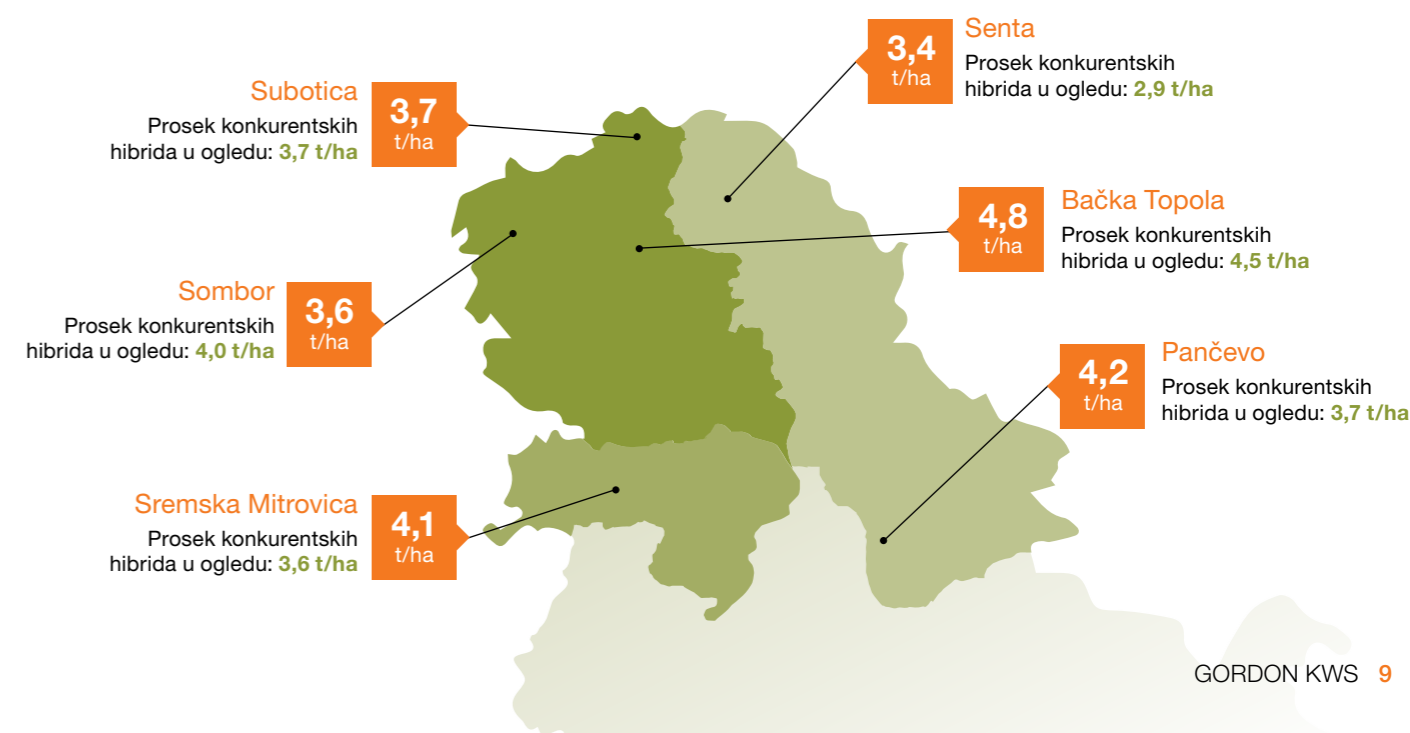 Senta
3,4
t/ha
Prosek konkurentskih
hibrida u ogledu: 2,9 t/ha
Subotica
3,7
t/ha
Prosek konkurentskih
hibrida u ogledu: 3,7 t/ha
Bačka Topola
4,8
t/ha
Prosek konkurentskih
hibrida u ogledu: 4,5 t/ha
Sombor
3,6
t/ha
Prosek konkurentskih
hibrida u ogledu: 4,0 t/ha
Pančevo
4,2
t/ha
Prosek konkurentskih
hibrida u ogledu: 3,7 t/ha
Sremska Mitrovica
4,1
t/ha
Prosek konkurentskih
hibrida u ogledu: 3,6 t/ha
GORDON KWS 9